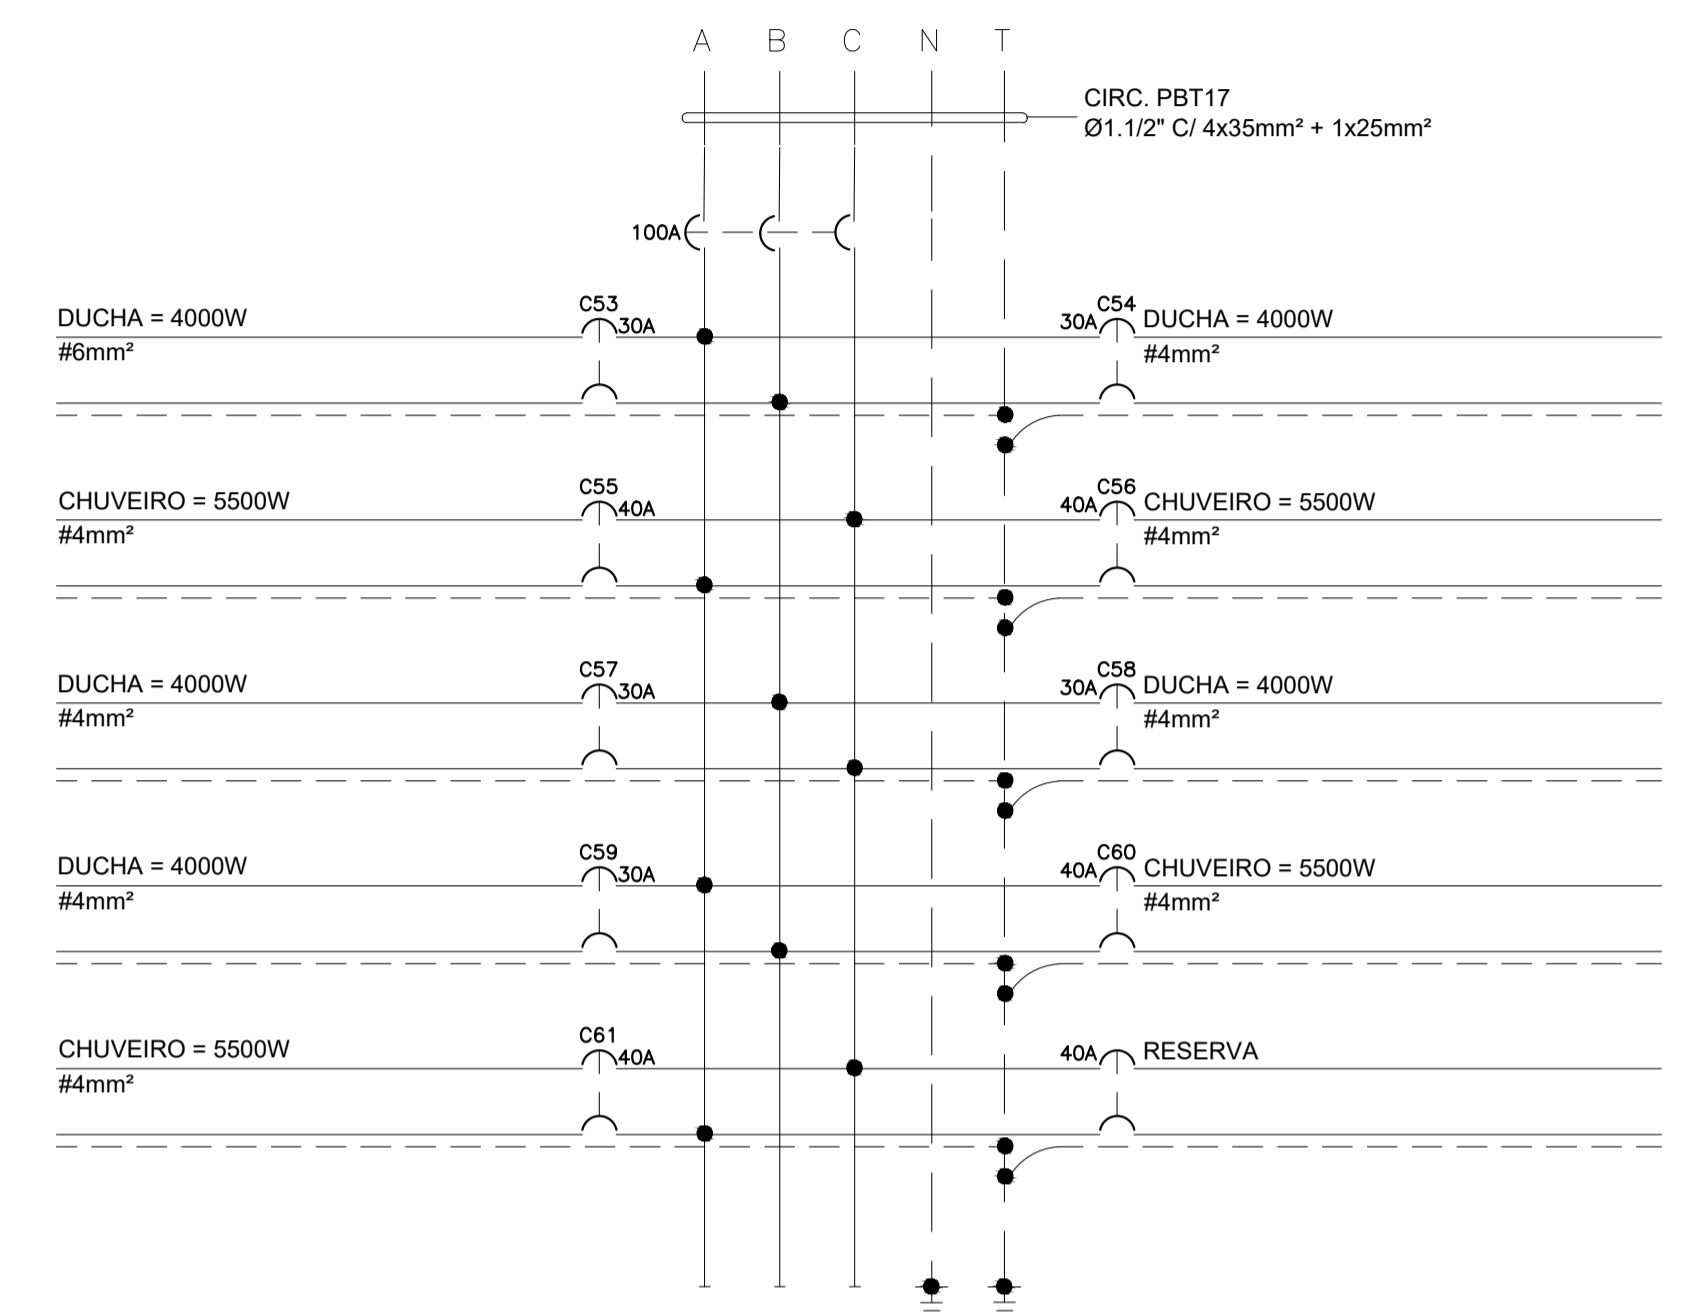 A B C N T
CIRC. PBT17
Ø1.1/2" C/ 4x35mm² + 1x25mm²
100A
DUCHA = 4000W
#6mm²
C53
30A
30A
C54
DUCHA = 4000W
#4mm²
CHUVEIRO = 5500W
#4mm²
C55
40A
40A
C56
CHUVEIRO = 5500W
#4mm²
DUCHA = 4000W
#4mm²
C57
30A
30A
C58
DUCHA = 4000W
#4mm²
DUCHA = 4000W
#4mm²
C59
30A
40A
C60
CHUVEIRO = 5500W
#4mm²
CHUVEIRO = 5500W
#4mm²
C61
40A
40A
RESERVA